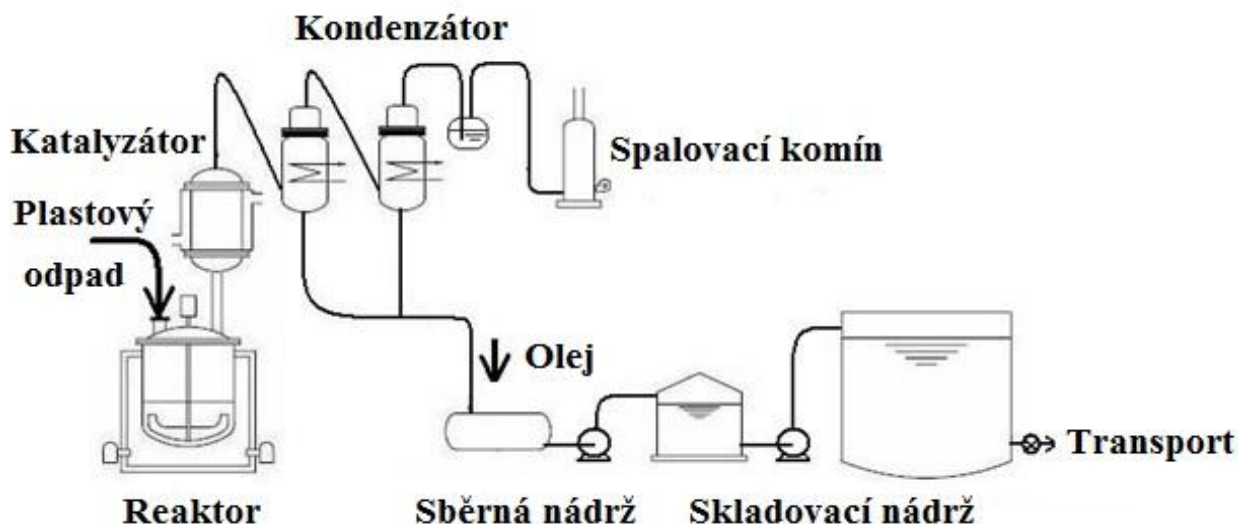 Kondenzátor
Katalyzátor
Spalovací komín
Plastový
odpad
Olej
Transport
Reaktor
Sběrná nádrž
Skladovací nádrž